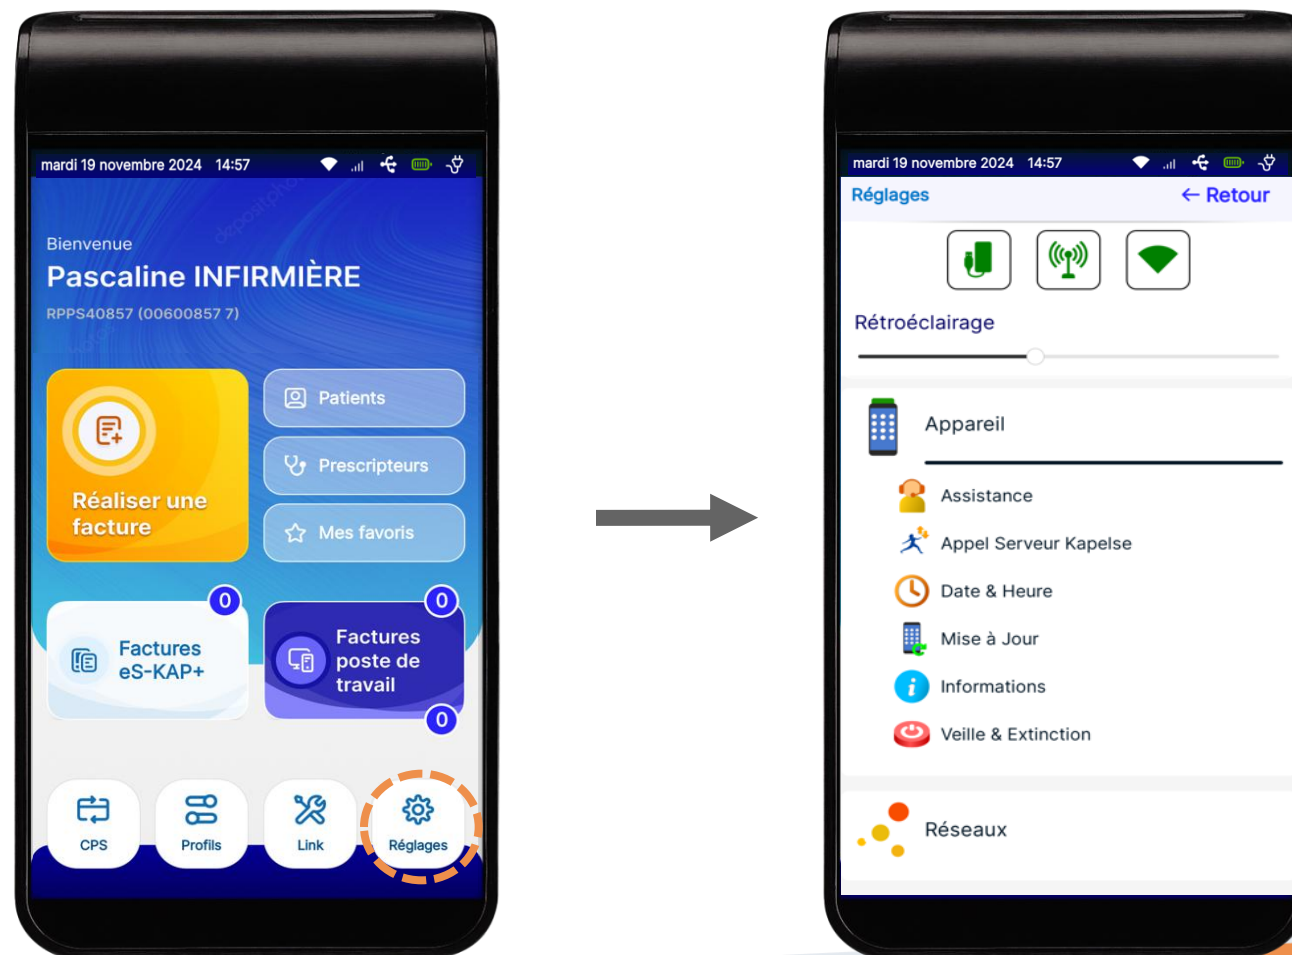 mardi 19 novembre 2024 14:57
Bienvenue
Pascaline INFIRMIÈRE
RPPS40857 (00600857 7)
Réaliser une
facture
Patients
Prescripteurs
Mes favoris
0
Factures
eS-KAP+
0
Factures
poste de
travail
0
CPS
Profils
Link
Réglages
mardi 19 novembre 2024 14:57
Réglages
← Retour
Rétroéclairage
Appareil
Assistance
Appel Serveur Kapelse
Date & Heure
Mise à Jour
Informations
Veille & Extinction
Réseaux